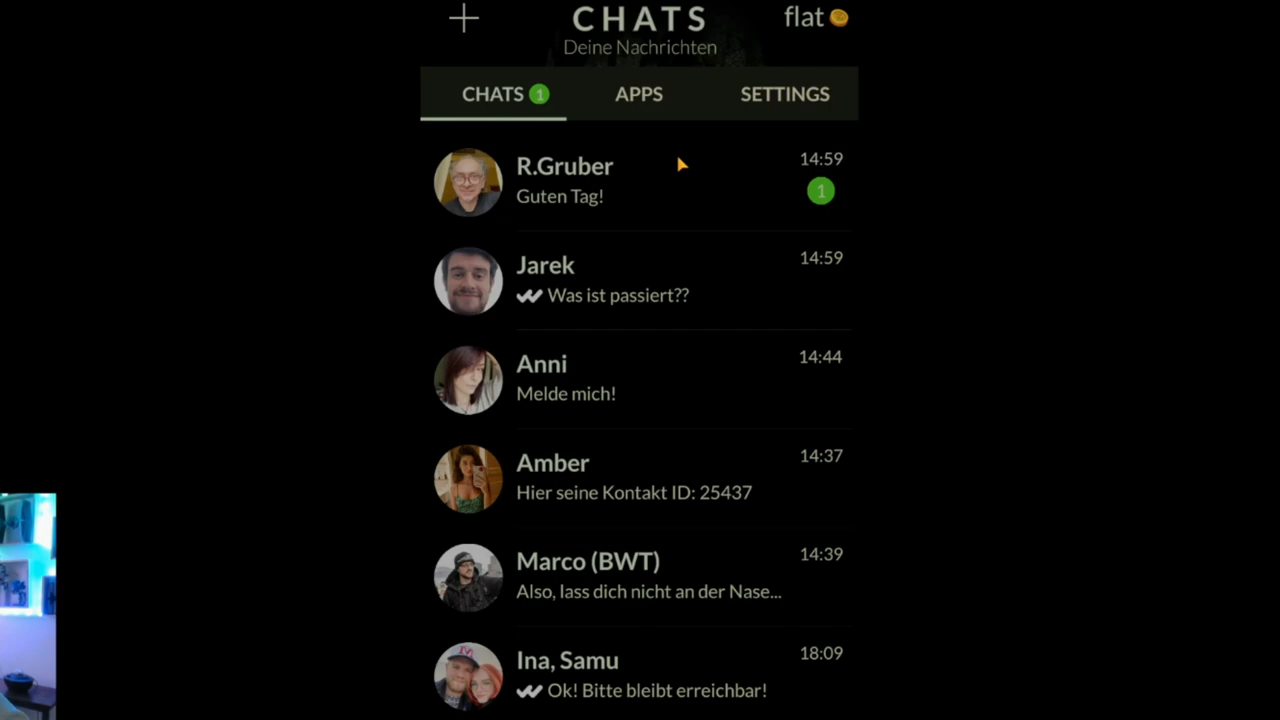 CHATS
flat
Deine Nachrichten
CHATS 1
APPS
SETTINGS
R.Gruber
14:59
Guten Tag!
1
Jarek
14:59
Was ist passiert??
Anni
14:44
Melde mich!
Amber
14:37
Hier seine Kontakt ID: 25437
Marco (BWT)
14:39
Also, lass dich nicht an der Nase...
Ina, Samu
18:09
Ok! Bitte bleibt erreichbar!